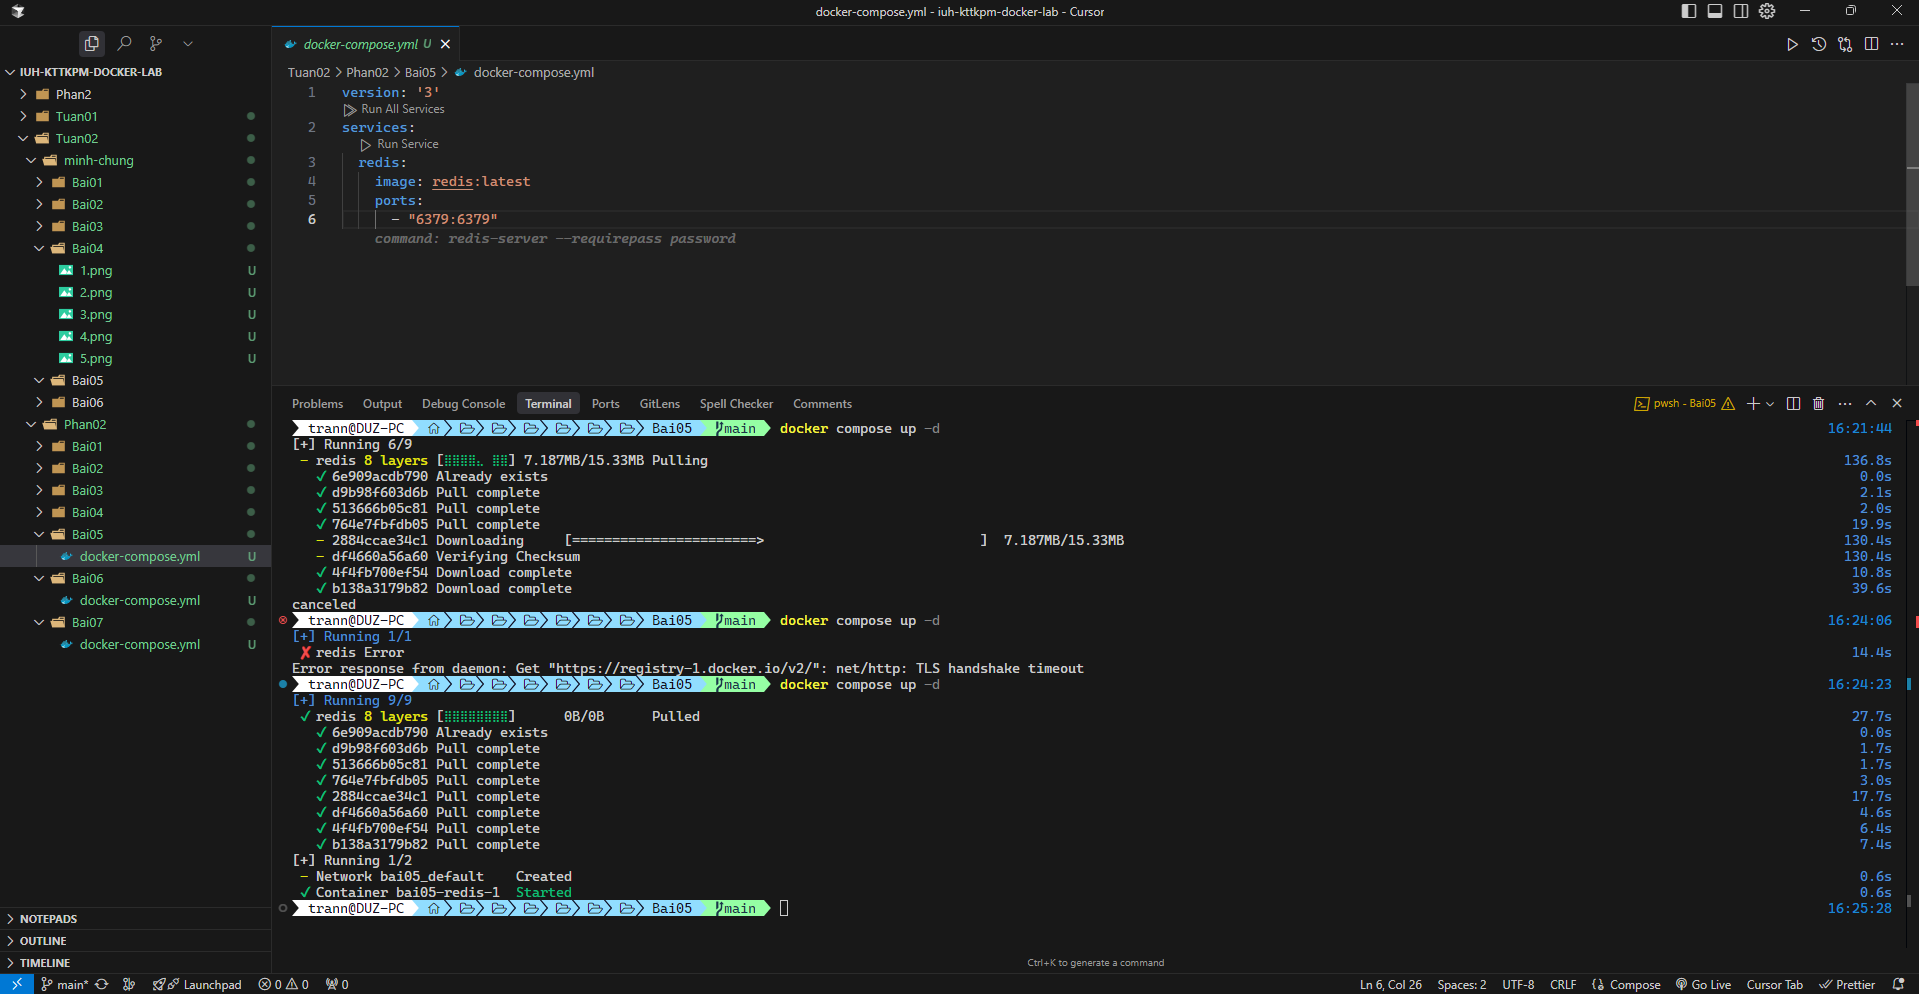 docker-compose.yml - iuh-kttkpm-docker-lab - Cursor
IUH-KTTKPM-DOCKER-LAB
Phan2
Tuan01
Tuan02
minh-chung
Bai01
Bai02
Bai03
Bai04
1.png U
2.png U
3.png U
4.png U
5.png U
Bai05
Bai06
Phan02
Bai01
Bai02
Bai03
Bai04
Bai05
docker-compose.yml U
Bai06
docker-compose.yml U
Bai07
docker-compose.yml U
NOTEPADS
OUTLINE
TIMELINE
docker-compose.yml U
Tuan02 > Phan02 > Bai05 > docker-compose.yml
1 version: '3'
Run All Services
2 services:
Run Service
3 redis:
4 image: redis:latest
5 ports:
6 - "6379:6379"
command: redis-server --requirepass password
Problems Output Debug Console Terminal Ports GitLens Spell Checker Comments pwsh - Bai05
trann@DUZ-PC Bai05 main docker compose up -d 16:21:44
[+] Running 6/9
- redis 8 layers [⣿⣿⣿⣿⣄ ⣿⣿] 7.187MB/15.33MB Pulling 136.8s
✓ 6e909acdb790 Already exists 0.0s
✓ d9b98f603d6b Pull complete 2.1s
✓ 513666b05c81 Pull complete 2.0s
✓ 764e7fbfdb05 Pull complete 19.9s
- 2884ccae34c1 Downloading [=======================> ] 7.187MB/15.33MB 130.4s
- df4660a56a60 Verifying Checksum 130.4s
✓ 4f4fb700ef54 Download complete 10.8s
✓ b138a3179b82 Download complete 39.6s
canceled
trann@DUZ-PC Bai05 main docker compose up -d 16:24:06
[+] Running 1/1
✗ redis Error 14.4s
Error response from daemon: Get "https://registry-1.docker.io/v2/": net/http: TLS handshake timeout
trann@DUZ-PC Bai05 main docker compose up -d 16:24:23
[+] Running 9/9
✓ redis 8 layers [⣿⣿⣿⣿⣿⣿⣿⣿] 0B/0B Pulled 27.7s
✓ 6e909acdb790 Already exists 0.0s
✓ d9b98f603d6b Pull complete 1.7s
✓ 513666b05c81 Pull complete 1.7s
✓ 764e7fbfdb05 Pull complete 3.0s
✓ 2884ccae34c1 Pull complete 17.7s
✓ df4660a56a60 Pull complete 4.6s
✓ 4f4fb700ef54 Pull complete 6.4s
✓ b138a3179b82 Pull complete 7.4s
[+] Running 1/2
- Network bai05_default Created 0.6s
✓ Container bai05-redis-1 Started 0.6s
trann@DUZ-PC Bai05 main 16:25:28
Ctrl+K to generate a command
main* Launchpad 0 0 0 Ln 6, Col 26 Spaces: 2 UTF-8 CRLF Compose Go Live Cursor Tab Prettier